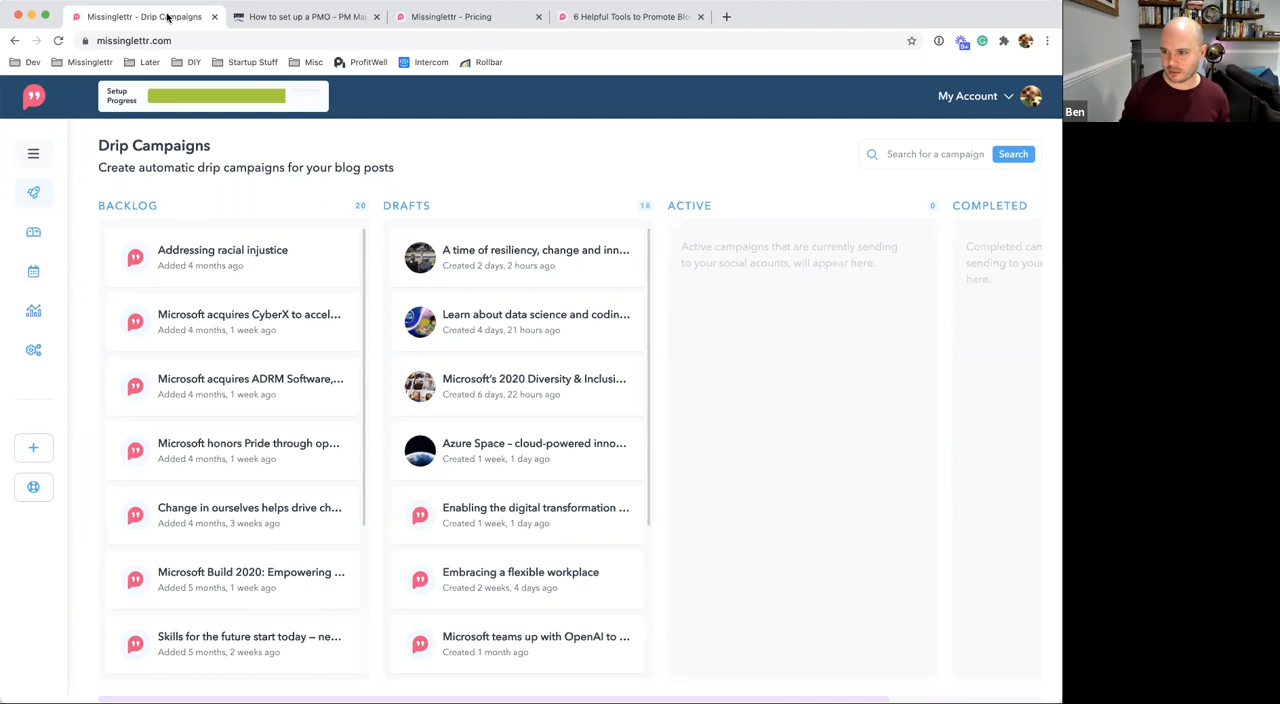 Missinglettr - Drip Campaigns
How to set up a PMO - PM Maj
Missinglettr - Pricing
6 Helpful Tools to Promote Blo
missinglettr.com
Dev
Missinglettr
Later
DIY
Startup Stuff
Misc
ProfitWell
Intercom
Rollbar
Ben
Setup
Progress
My Account
Drip Campaigns
Create automatic drip campaigns for your blog posts
Search for a campaign
Search
BACKLOG 20
Addressing racial injustice
Added 4 months ago
Microsoft acquires CyberX to accel...
Added 4 months, 1 week ago
Microsoft acquires ADRM Software,...
Added 4 months, 1 week ago
Microsoft honors Pride through op...
Added 4 months, 1 week ago
Change in ourselves helps drive ch...
Added 4 months, 3 weeks ago
Microsoft Build 2020: Empowering ...
Added 5 months, 1 week ago
Skills for the future start today – ne...
Added 5 months, 2 weeks ago
DRAFTS 18
A time of resiliency, change and inn...
Created 2 days, 2 hours ago
Learn about data science and codin...
Created 4 days, 21 hours ago
Microsoft's 2020 Diversity & Inclusi...
Created 6 days, 22 hours ago
Azure Space – cloud-powered inno...
Created 1 week, 1 day ago
Enabling the digital transformation ...
Created 1 week, 1 day ago
Embracing a flexible workplace
Created 2 weeks, 4 days ago
Microsoft teams up with OpenAI to ...
Created 1 month ago
ACTIVE 0
Active campaigns that are currently sending
to your social acounts, will appear here.
COMPLETED
Completed can
sending to your
here.